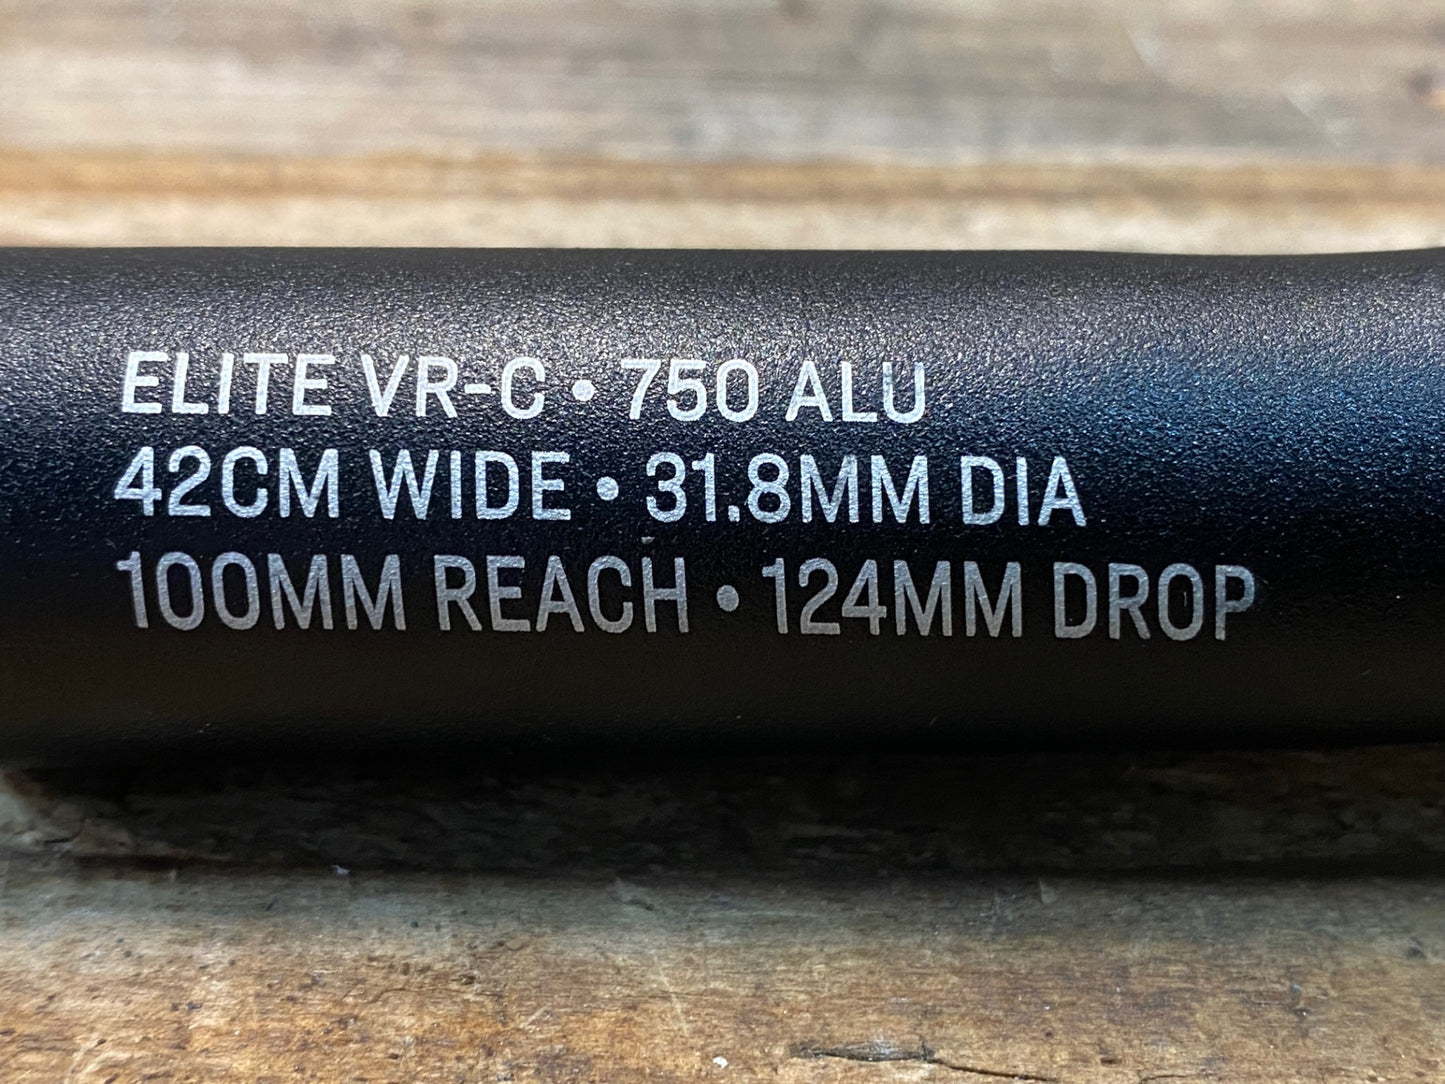 ELITE VR-C • 750 ALU
42CM WIDE • 31.8MM DIA
100MM REACH • 124MM DROP